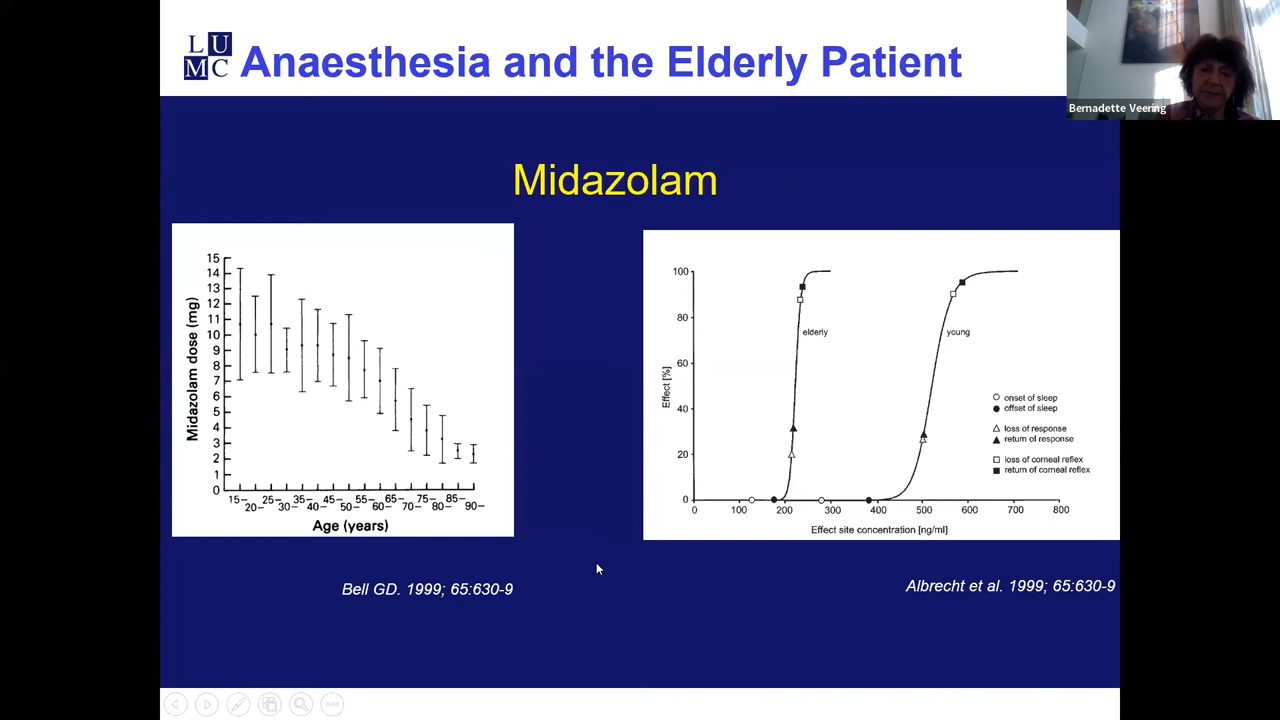 L U
M C
Anaesthesia and the Elderly Patient
Bernadette Veering
Midazolam
Midazolam dose (mg)
15
14
13
12
11
10
9
8
7
6
5
4
3
2
1
0
15– 25– 35– 45– 55– 65– 75– 85–
20– 30– 40– 50– 60– 70– 80– 90–
Age (years)
Effect [%]
100
80
60
40
20
0
elderly
young
onset of sleep
offset of sleep
loss of response
return of response
loss of corneal reflex
return of corneal reflex
0 100 200 300 400 500 600 700 800
Effect site concentration [ng/ml]
Bell GD. 1999; 65:630-9
Albrecht et al. 1999; 65:630-9